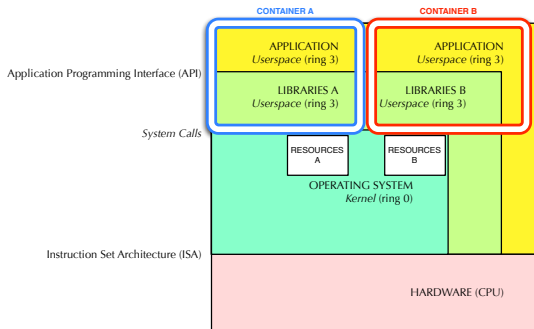 CONTAINER A
CONTAINER B
APPLICATION
Userspace (ring 3)
APPLICATION
Userspace (ring 3)
Application Programming Interface (API)
LIBRARIES A
Userspace (ring 3)
LIBRARIES B
Userspace (ring 3)
System Calls
RESOURCES
A
RESOURCES
B
OPERATING SYSTEM
Kernel (ring 0)
Instruction Set Architecture (ISA)
HARDWARE (CPU)